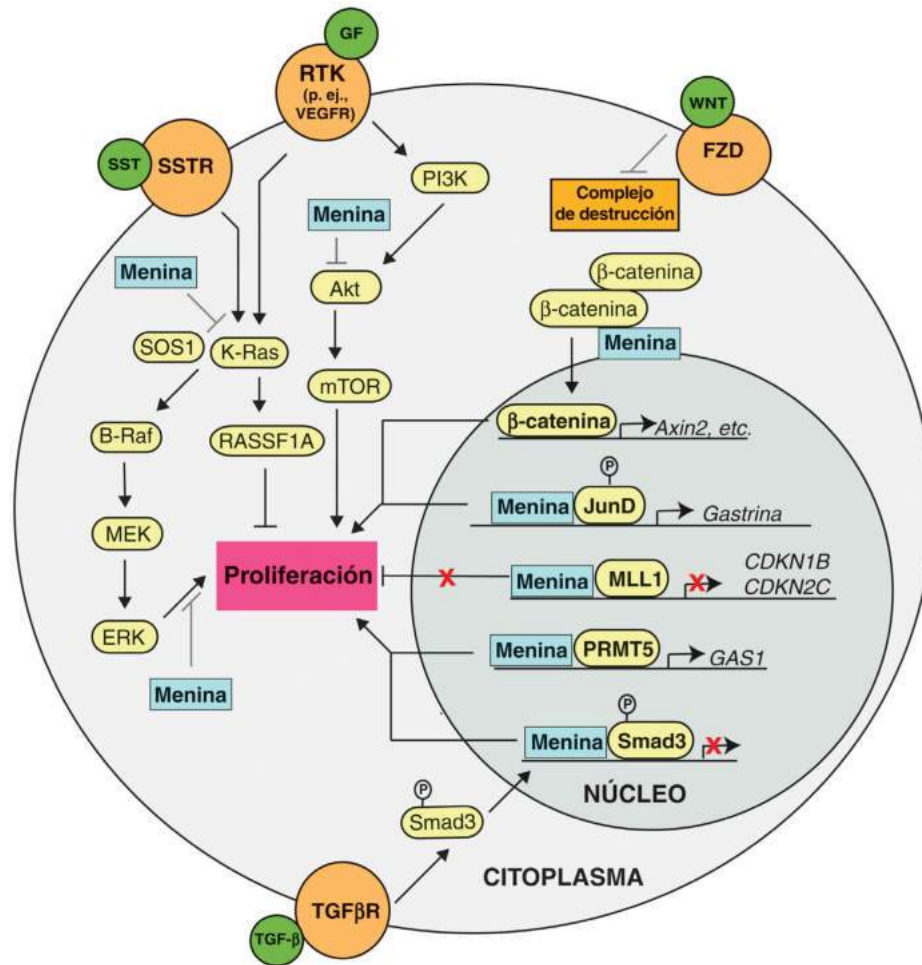 GF
RTK
(p. ej.,
VEGFR)
SST
SSTR
WNT
FZD
PI3K
Menina
Complejo
de destrucción
Menina
Akt
β-catenina
β-catenina
Menina
SOS1
K-Ras
mTOR
B-Raf
RASSF1A
β-catenina
Axin2, etc.
P
Menina
JunD
Gastrina
MEK
Proliferación
X
Menina
MLL1
X
CDKN1B
CDKN2C
ERK
Menina
PRMT5
GAS1
Menina
P
Menina
Smad3
X
NÚCLEO
P
Smad3
CITOPLASMA
TGFβR
TGF-β